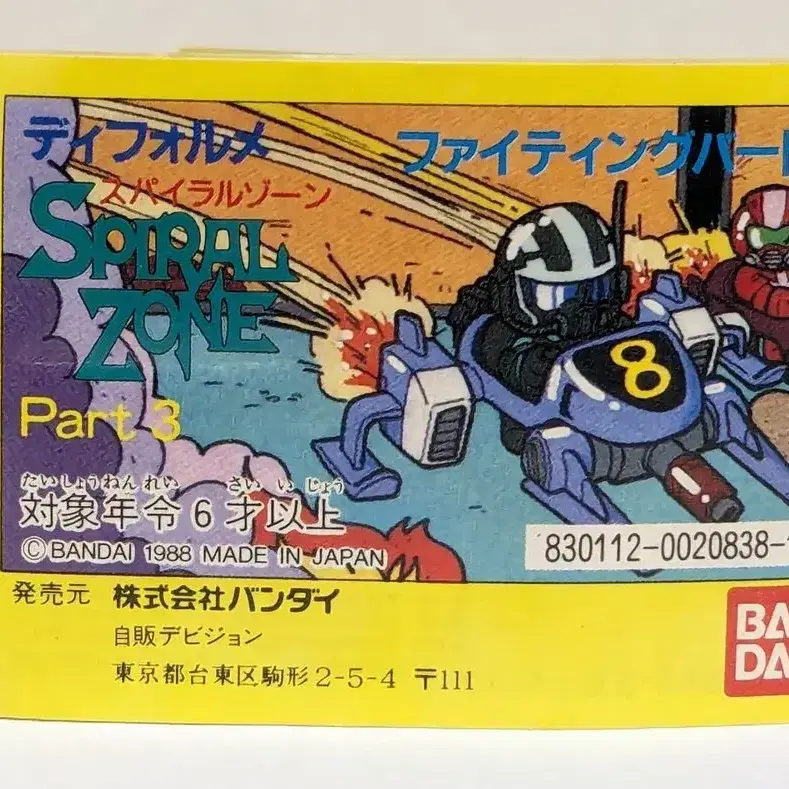 ディフォルメ
ファイティングバー
スパイラルゾーン
SPIRAL
ZONE
Part 3
8
たいしょうねんれい さいいじょう
対象年令6才以上
©BANDAI 1988 MADE IN JAPAN
830112-0020838-
発売元 株式会社バンダイ
自販デビジョン
東京都台東区駒形2-5-4 〒111
BA
DA